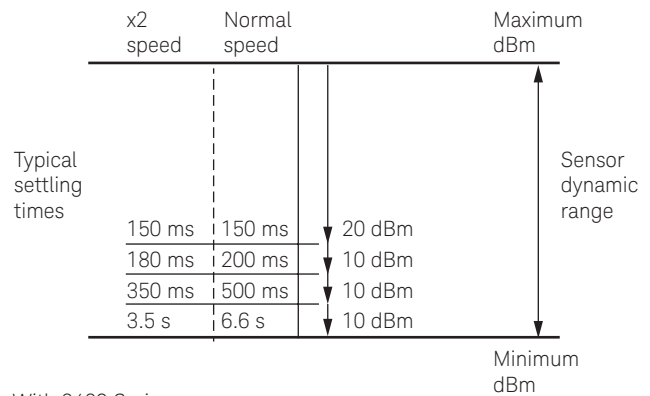 x2 speed
Normal speed
Maximum dBm
Typical settling times
Sensor dynamic range
150 ms 150 ms 20 dBm
180 ms 200 ms 10 dBm
350 ms 500 ms 10 dBm
3.5 s 6.6 s 10 dBm
Minimum dBm